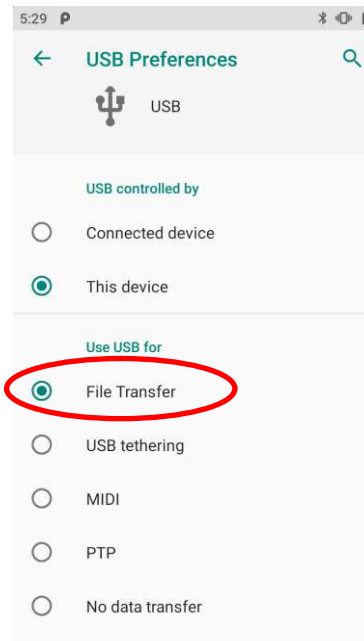 5:29
USB Preferences
USB
USB controlled by
Connected device
This device
Use USB for
File Transfer
USB tethering
MIDI
PTP
No data transfer